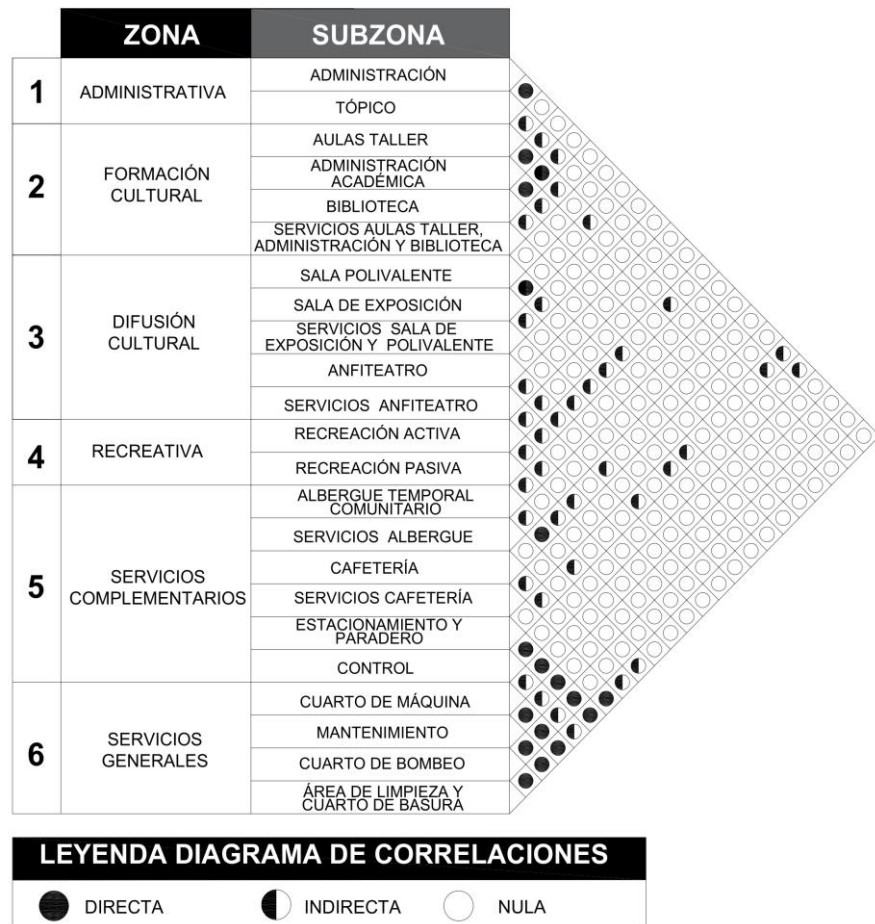 ZONA SUBZONA
1 ADMINISTRATIVA
ADMINISTRACIÓN
TÓPICO
2 FORMACIÓN
CULTURAL
AULAS TALLER
ADMINISTRACIÓN
ACADÉMICA
BIBLIOTECA
SERVICIOS AULAS TALLER,
ADMINISTRACIÓN Y BIBLIOTECA
3 DIFUSIÓN
CULTURAL
SALA POLIVALENTE
SALA DE EXPOSICIÓN
SERVICIOS SALA DE
EXPOSICIÓN Y POLIVALENTE
ANFITEATRO
SERVICIOS ANFITEATRO
4 RECREATIVA
RECREACIÓN ACTIVA
RECREACIÓN PASIVA
5 SERVICIOS
COMPLEMENTARIOS
ALBERGUE TEMPORAL
COMUNITARIO
SERVICIOS ALBERGUE
CAFETERÍA
SERVICIOS CAFETERÍA
ESTACIONAMIENTO Y
PARADERO
CONTROL
6 SERVICIOS
GENERALES
CUARTO DE MÁQUINA
MANTENIMIENTO
CUARTO DE BOMBEO
ÁREA DE LIMPIEZA Y
CUARTO DE BASURA
LEYENDA DIAGRAMA DE CORRELACIONES
DIRECTA INDIRECTA NULA